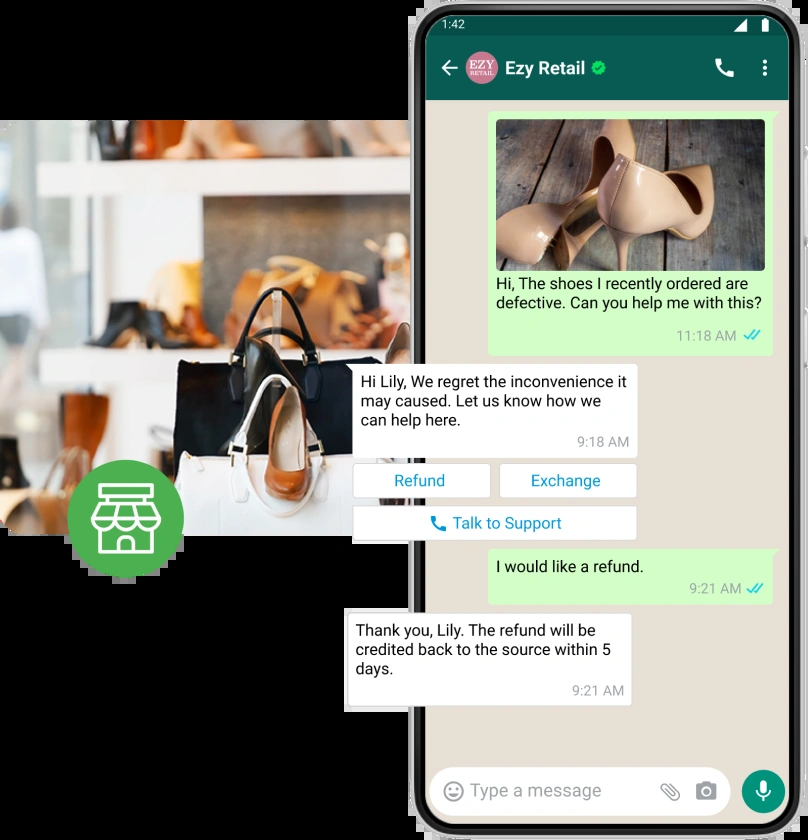 1:42
EZY
RETAIL
Ezy Retail
Hi, The shoes I recently ordered are
defective. Can you help me with this?
11:18 AM
Hi Lily, We regret the inconvenience it
may caused. Let us know how we
can help here.
9:18 AM
Refund
Exchange
Talk to Support
I would like a refund.
9:21 AM
Thank you, Lily. The refund will be
credited back to the source within 5
days.
9:21 AM
Type a message